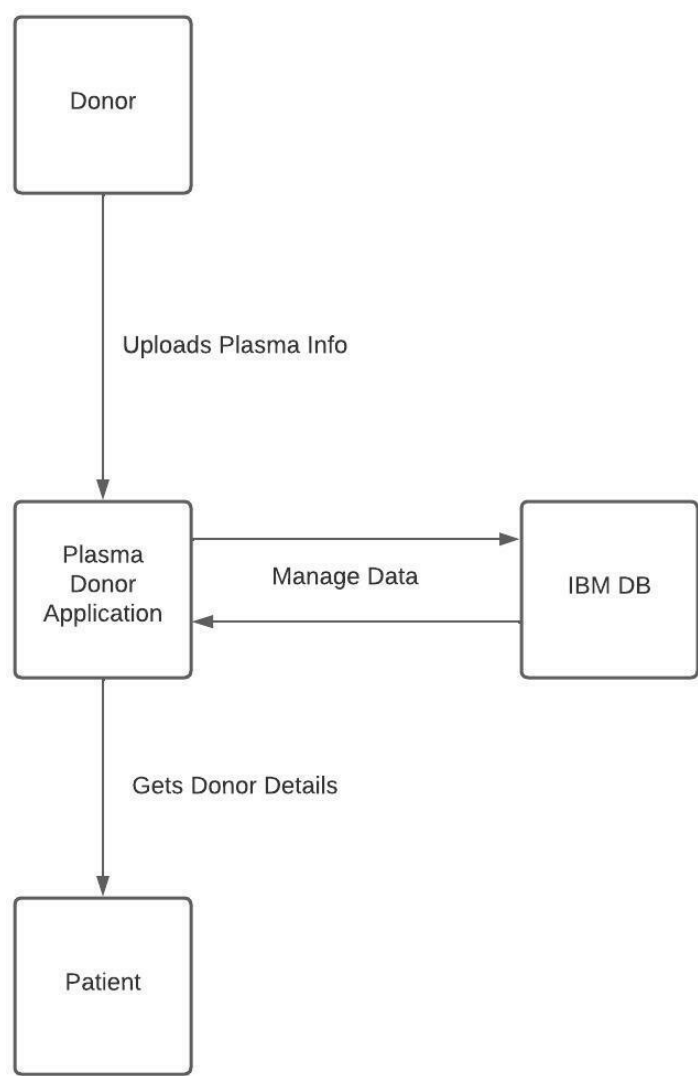 Donor
Uploads Plasma Info
Plasma
Donor
Application
Manage Data
IBM DB
Gets Donor Details
Patient